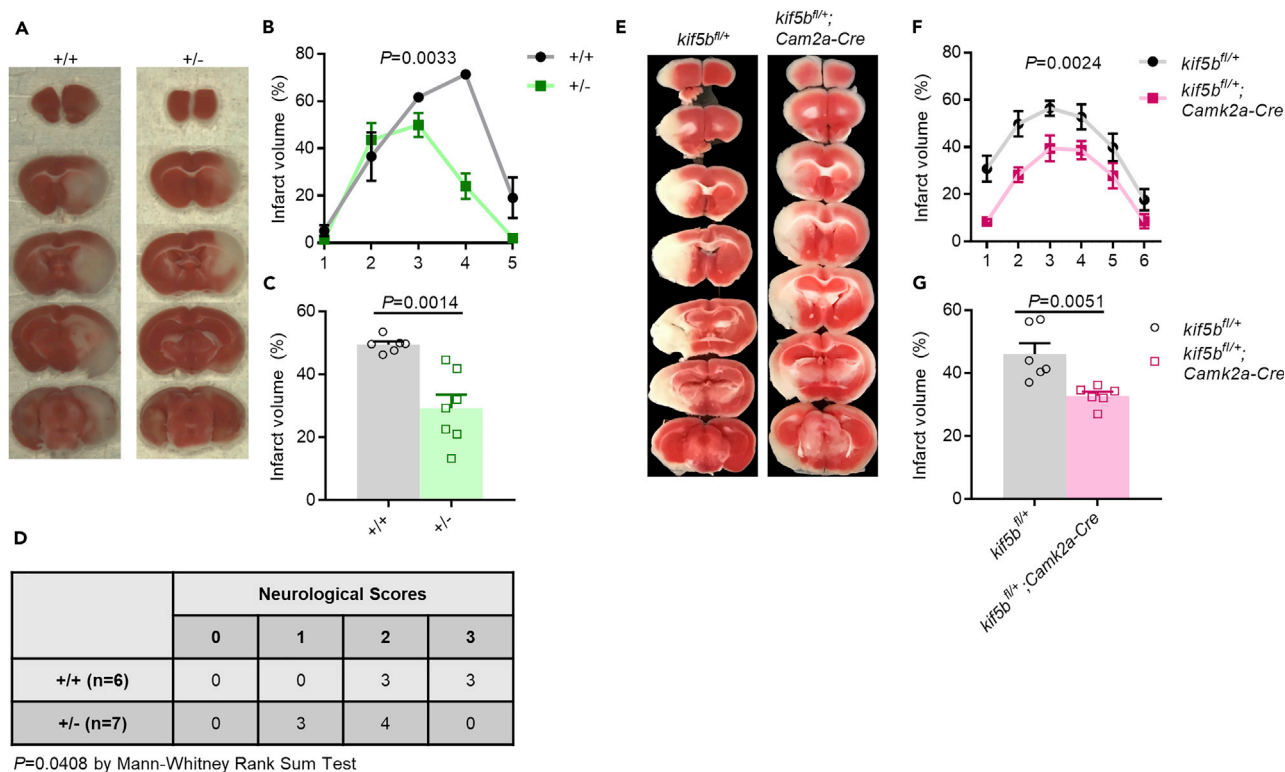 A
+/+
+/-
B
P=0.0033
Infarct volume (%)
80
60
40
20
0
1
2
3
4
5
+/+
+/-
C
P=0.0014
Infarct volume (%)
60
40
20
0
+/+
+/-
D
Neurological Scores
0
1
2
3
+/+ (n=6)
0
0
3
3
+/- (n=7)
0
3
4
0
P=0.0408 by Mann-Whitney Rank Sum Test
E
kif5b^fl/+
kif5b^fl/+;
Cam2a-Cre
F
P=0.0024
Infarct volume (%)
80
60
40
20
0
1
2
3
4
5
6
kif5b^fl/+
kif5b^fl/+;
Camk2a-Cre
G
P=0.0051
Infarct volume (%)
60
40
20
0
kif5b^fl/+
kif5b^fl/+;Camk2a-Cre
kif5b^fl/+
kif5b^fl/+;
Camk2a-Cre